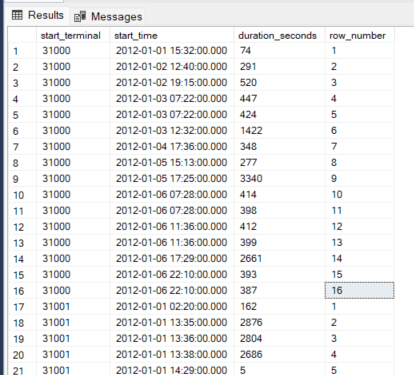 Results Messages
start_terminal start_time duration_seconds row_number
1 31000 2012-01-01 15:32:00.000 74 1
2 31000 2012-01-02 12:40:00.000 291 2
3 31000 2012-01-02 19:15:00.000 520 3
4 31000 2012-01-03 07:22:00.000 447 4
5 31000 2012-01-03 07:22:00.000 424 5
6 31000 2012-01-03 12:32:00.000 1422 6
7 31000 2012-01-04 17:36:00.000 348 7
8 31000 2012-01-05 15:13:00.000 277 8
9 31000 2012-01-05 17:25:00.000 3340 9
10 31000 2012-01-06 07:28:00.000 414 10
11 31000 2012-01-06 07:28:00.000 398 11
12 31000 2012-01-06 11:36:00.000 412 12
13 31000 2012-01-06 11:36:00.000 399 13
14 31000 2012-01-06 17:29:00.000 2661 14
15 31000 2012-01-06 22:10:00.000 393 15
16 31000 2012-01-06 22:10:00.000 387 16
17 31001 2012-01-01 02:20:00.000 162 1
18 31001 2012-01-01 13:35:00.000 2876 2
19 31001 2012-01-01 13:36:00.000 2804 3
20 31001 2012-01-01 13:38:00.000 2686 4
21 31001 2012-01-01 14:29:00.000 5 5